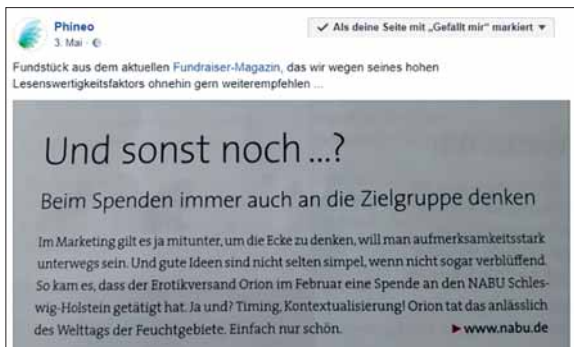 Phineo
3. Mai ·
✓ Als deine Seite mit „Gefällt mir“ markiert ▼
Fundstück aus dem aktuellen Fundraiser-Magazin, das wir wegen seines hohen
Lesenswertigkeitsfaktors ohnehin gern weiterempfehlen ...
Und sonst noch ...?
Beim Spenden immer auch an die Zielgruppe denken
Im Marketing gilt es ja mitunter, um die Ecke zu denken, will man aufmerksamkeitsstark
unterwegs sein. Und gute Ideen sind nicht selten simpel, wenn nicht sogar verblüffend.
So kam es, dass der Erotikversand Orion im Februar eine Spende an den NABU Schles-
wig-Holstein getätigt hat. Ja und? Timing, Kontextualisierung! Orion tat das anlässlich
des Welttags der Feuchtgebiete. Einfach nur schön.
▶ www.nabu.de